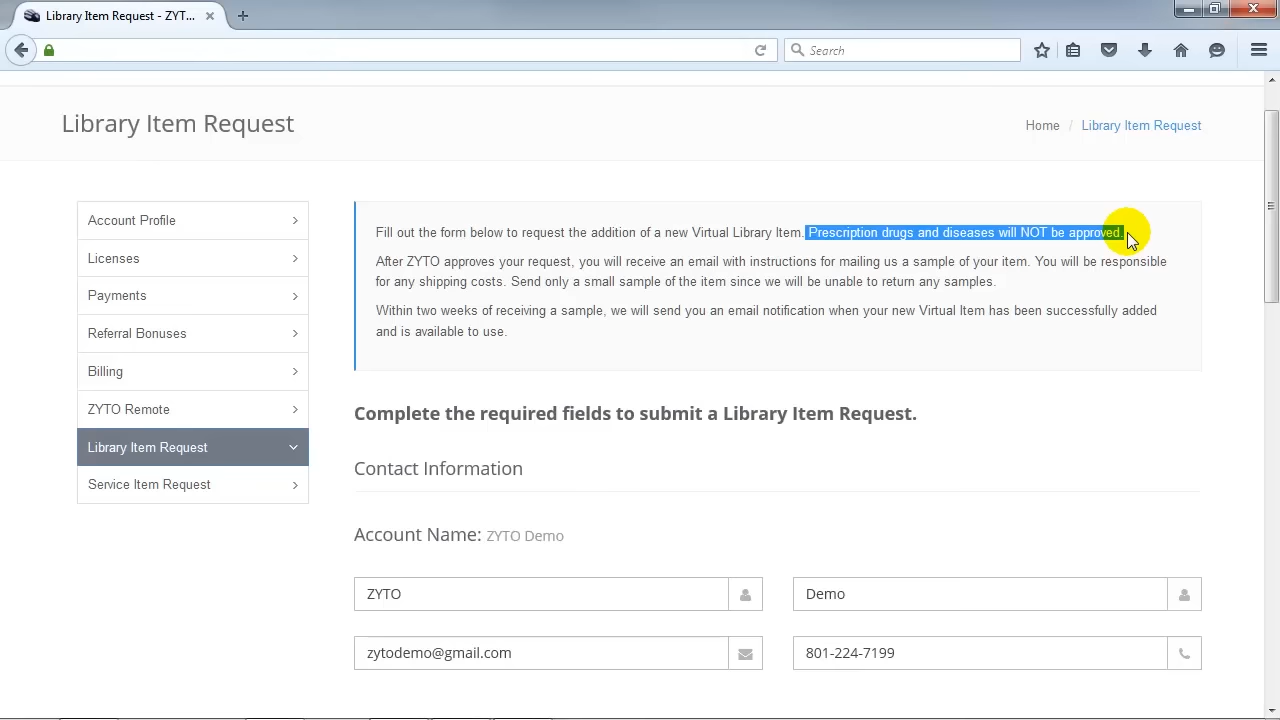 Library Item Request - ZYT...
Search
Library Item Request
Home / Library Item Request
Account Profile
Licenses
Payments
Referral Bonuses
Billing
ZYTO Remote
Library Item Request
Service Item Request
Fill out the form below to request the addition of a new Virtual Library Item. Prescription drugs and diseases will NOT be approved.
After ZYTO approves your request, you will receive an email with instructions for mailing us a sample of your item. You will be responsible
for any shipping costs. Send only a small sample of the item since we will be unable to return any samples.
Within two weeks of receiving a sample, we will send you an email notification when your new Virtual Item has been successfully added
and is available to use.
Complete the required fields to submit a Library Item Request.
Contact Information
Account Name: ZYTO Demo
ZYTO
Demo
zytodemo@gmail.com
801-224-7199